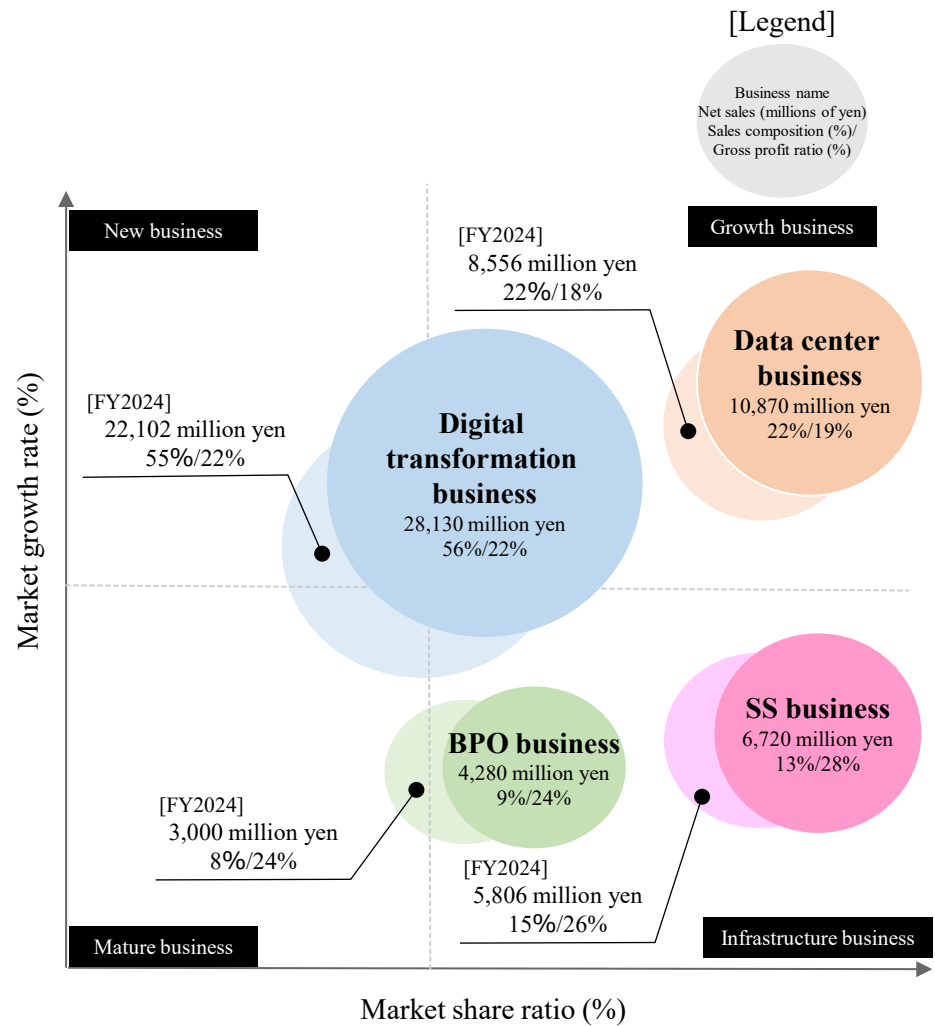 [Legend]
Business name
Net sales (millions of yen)
Sales composition (%)/
Gross profit ratio (%)
New business
Growth business
[FY2024]
8,556 million yen
22%/18%
Data center
business
10,870 million yen
22%/19%
[FY2024]
22,102 million yen
55%/22%
Digital
transformation
business
28,130 million yen
56%/22%
Market growth rate (%)
SS business
6,720 million yen
13%/28%
BPO business
4,280 million yen
9%/24%
[FY2024]
3,000 million yen
8%/24%
[FY2024]
5,806 million yen
15%/26%
Mature business
Infrastructure business
Market share ratio (%)